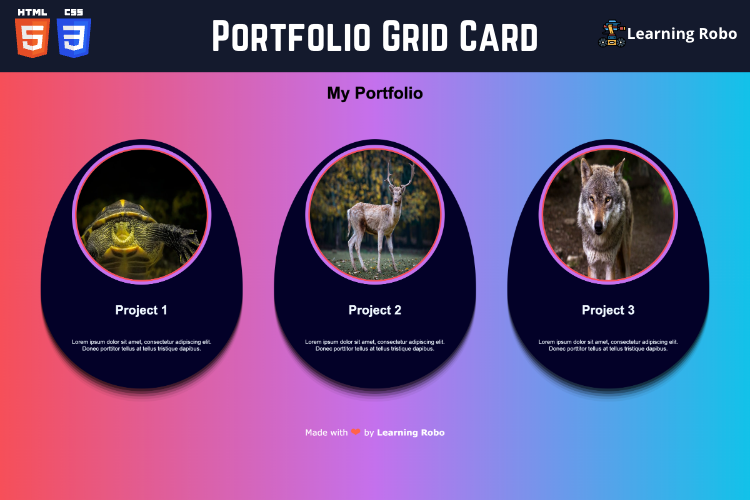 HTML CSS
5 3
Portfolio Grid Card
Learning Robo
My Portfolio
Project 1
Lorem ipsum dolor sit amet, consectetur adipiscing elit.
Donec porttitor tellus at tellus tristique dapibus.
Project 2
Lorem ipsum dolor sit amet, consectetur adipiscing elit.
Donec porttitor tellus at tellus tristique dapibus.
Project 3
Lorem ipsum dolor sit amet, consectetur adipiscing elit.
Donec porttitor tellus at tellus tristique dapibus.
Made with ❤ by Learning Robo